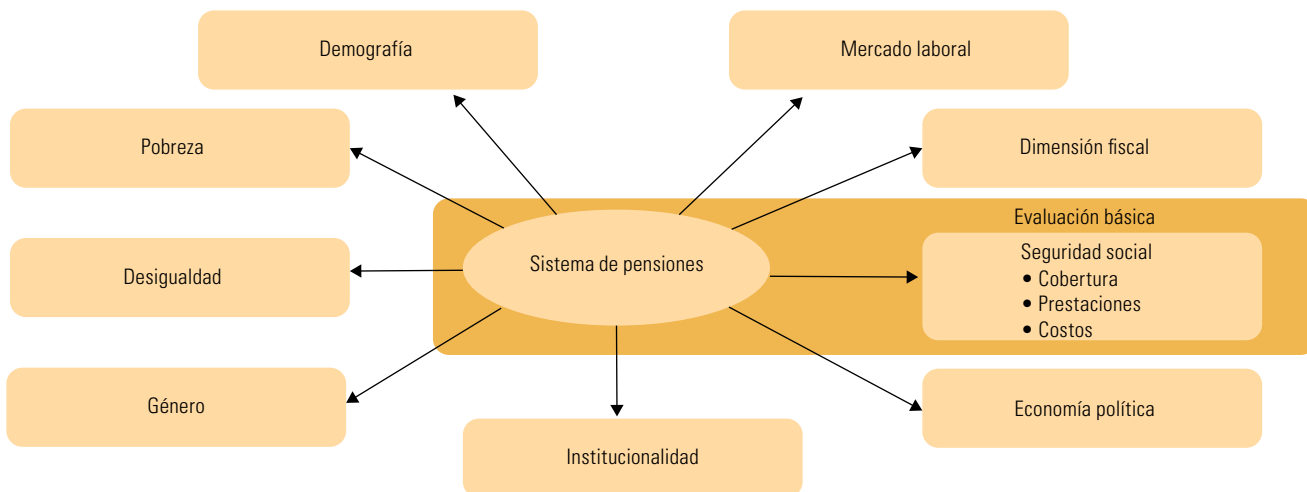 Demografía
Mercado laboral
Pobreza
Dimensión fiscal
Evaluación básica
Sistema de pensiones
Seguridad social
• Cobertura
• Prestaciones
• Costos
Desigualdad
Género
Economía política
Institucionalidad